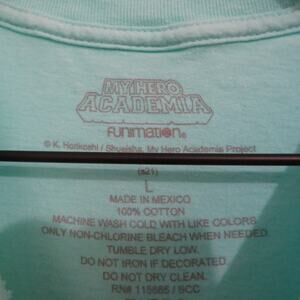 MY HERO
ACADEMIA
FUNIMATION®
© K. Horikoshi / Shueisha, My Hero Academia Project
(s21)
L
MADE IN MEXICO
100% COTTON
MACHINE WASH COLD WITH LIKE COLORS
ONLY NON-CHLORINE BLEACH WHEN NEEDED
TUMBLE DRY LOW.
DO NOT IRON IF DECORATED.
DO NOT DRY CLEAN.
RN# 115885 / SCC